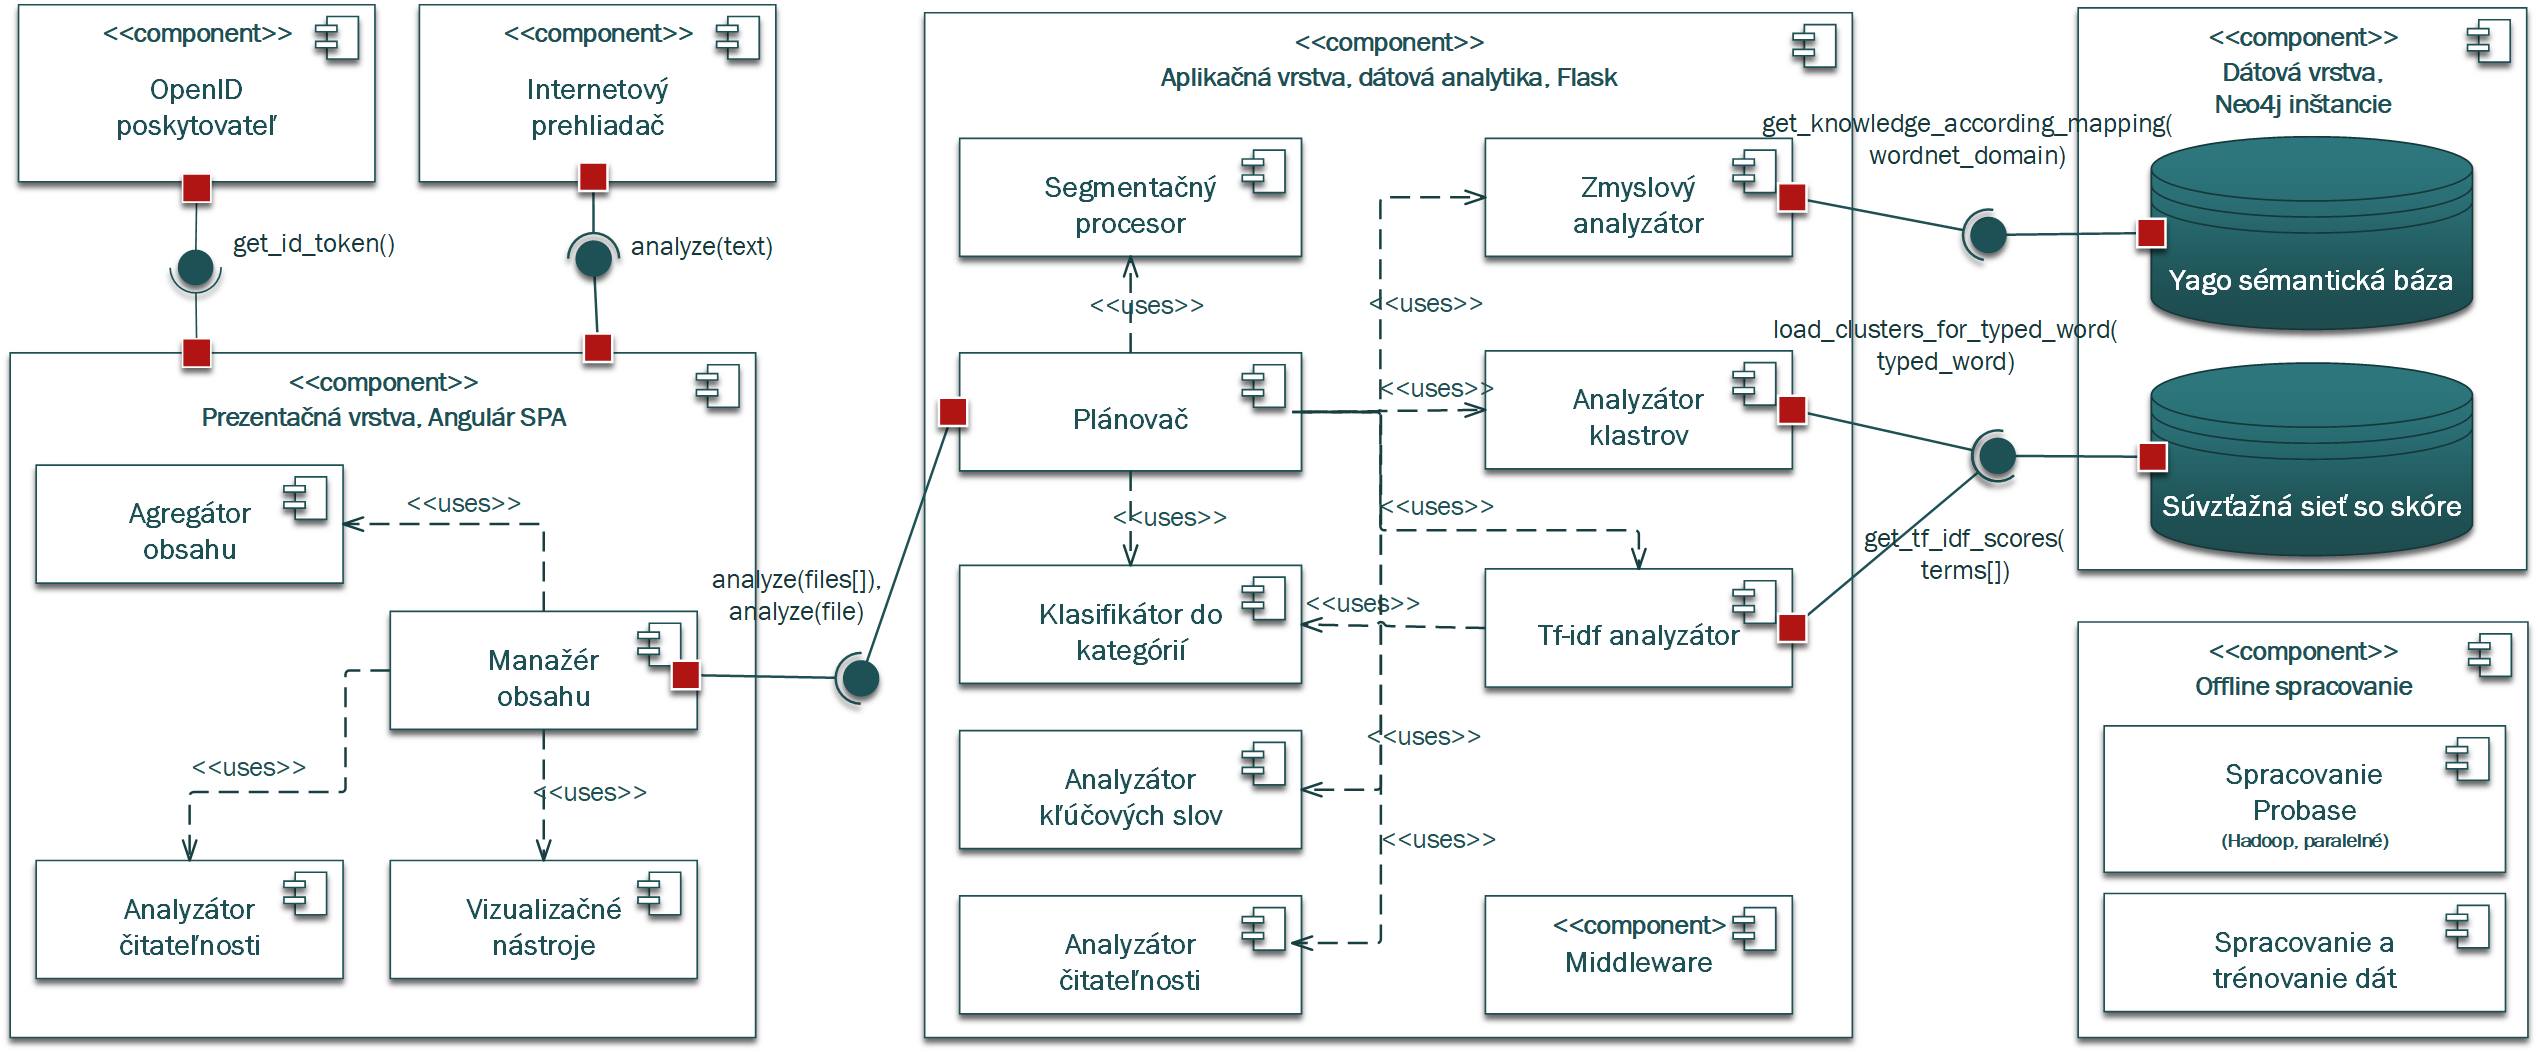 <<component>>
OpenID
poskytovateľ
<<component>>
Internetový
prehliadač
get_id_token()
analyze(text)
<<component>>
Prezentačná vrstva, Angulár SPA
Agregátor
obsahu
<<uses>>
Manažér
obsahu
<<uses>>
<<uses>>
Analyzátor
čitateľnosti
Vizualizačné
nástroje
analyze(files[]),
analyze(file)
<<component>>
Aplikačná vrstva, dátová analytika, Flask
Segmentačný
procesor
Zmyslový
analyzátor
<<uses>>
<<uses>>
Plánovač
<<uses>>
Analyzátor
klastrov
<<uses>>
<<uses>>
Klasifikátor do
kategórií
<<uses>>
Tf-idf analyzátor
Analyzátor
kľúčových slov
<<uses>>
<<uses>>
Analyzátor
čitateľnosti
<<component>
Middleware
get_knowledge_according_mapping(
wordnet_domain)
load_clusters_for_typed_word(
typed_word)
get_tf_idf_scores(
terms[])
<<component>>
Dátová vrstva,
Neo4j inštancie
Yago sémantická báza
Súvzťažná sieť so skóre
<<component>>
Offline spracovanie
Spracovanie
Probase
(Hadoop, paralelné)
Spracovanie a
trénovanie dát